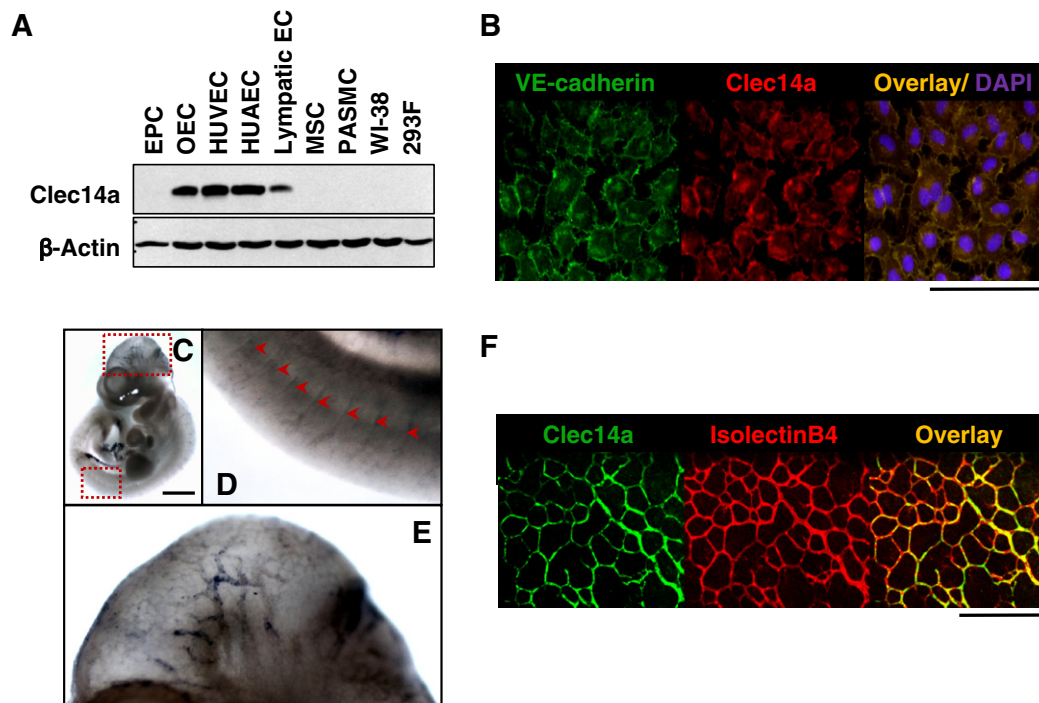 A
EPC
OEC
HUVEC
HUAEC
Lympatic EC
MSC
PASMC
WI-38
293F
Clec14a
β-Actin
B
VE-cadherin
Clec14a
Overlay/ DAPI
C
D
E
F
Clec14a
IsolectinB4
Overlay